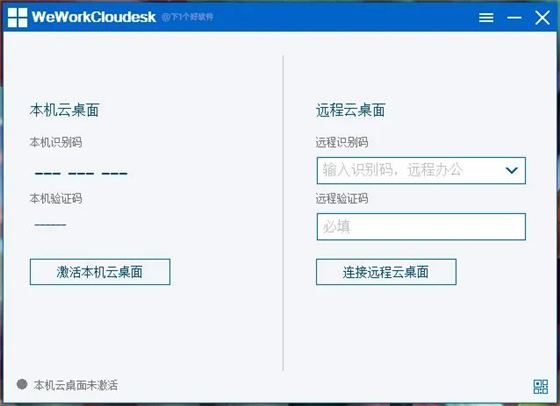 WeWorkCloudesk @下1个好软件
本机云桌面
本机识别码
--- --- ---
本机验证码
------
激活本机云桌面
远程云桌面
远程识别码
输入识别码，远程办公
远程验证码
必填
连接远程云桌面
本机云桌面未激活